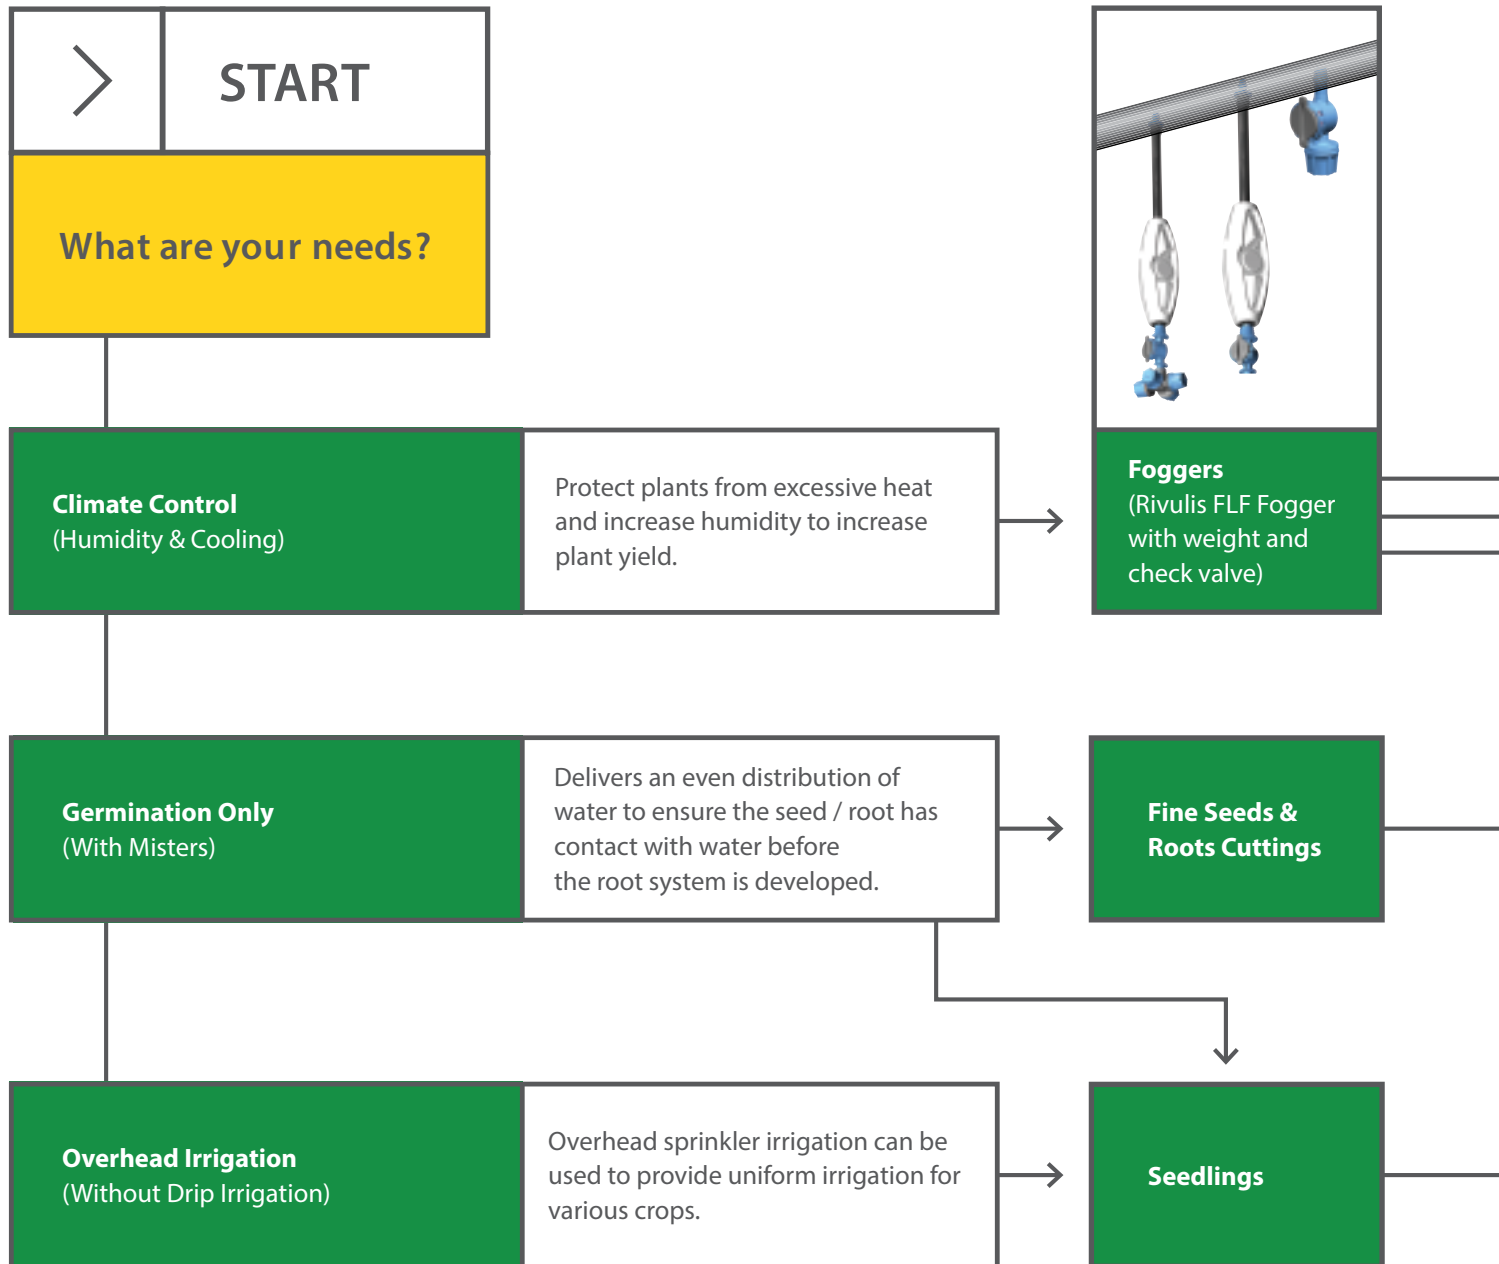 START
What are your needs?
Climate Control
(Humidity & Cooling)
Protect plants from excessive heat
and increase humidity to increase
plant yield.
Foggers
(Rivulis FLF Fogger
with weight and
check valve)
Germination Only
(With Misters)
Delivers an even distribution of
water to ensure the seed / root has
contact with water before
the root system is developed.
Fine Seeds &
Roots Cuttings
Overhead Irrigation
(Without Drip Irrigation)
Overhead sprinkler irrigation can be
used to provide uniform irrigation for
various crops.
Seedlings